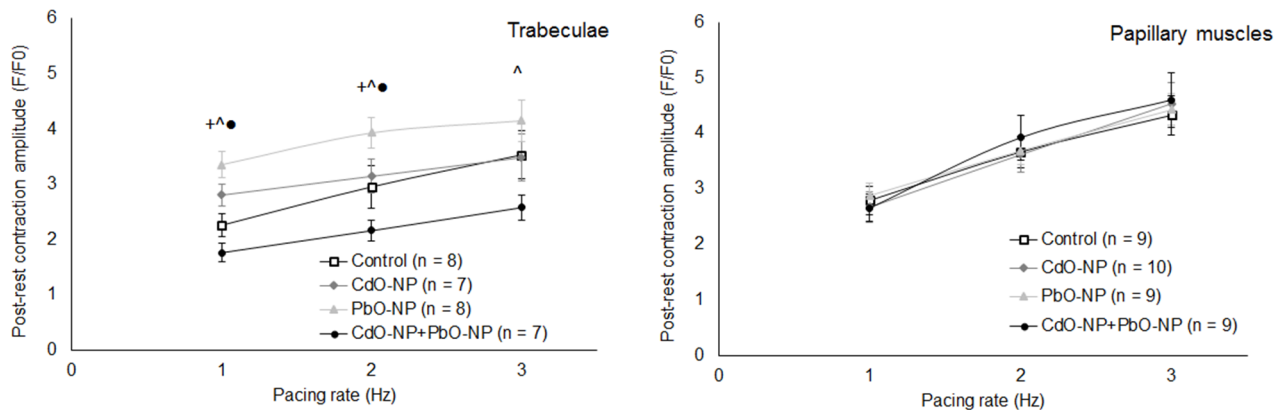 Trabeculae
Post-rest contraction amplitude (F/F0)
6
5
4
3
2
1
0
+^●
+^●
^
Control (n = 8)
CdO-NP (n = 7)
PbO-NP (n = 8)
CdO-NP+PbO-NP (n = 7)
0 1 2 3
Pacing rate (Hz)
Papillary muscles
Post-rest contraction amplitude (F/F0)
6
5
4
3
2
1
0
Control (n = 9)
CdO-NP (n = 10)
PbO-NP (n = 9)
CdO-NP+PbO-NP (n = 9)
0 1 2 3
Pacing rate (Hz)